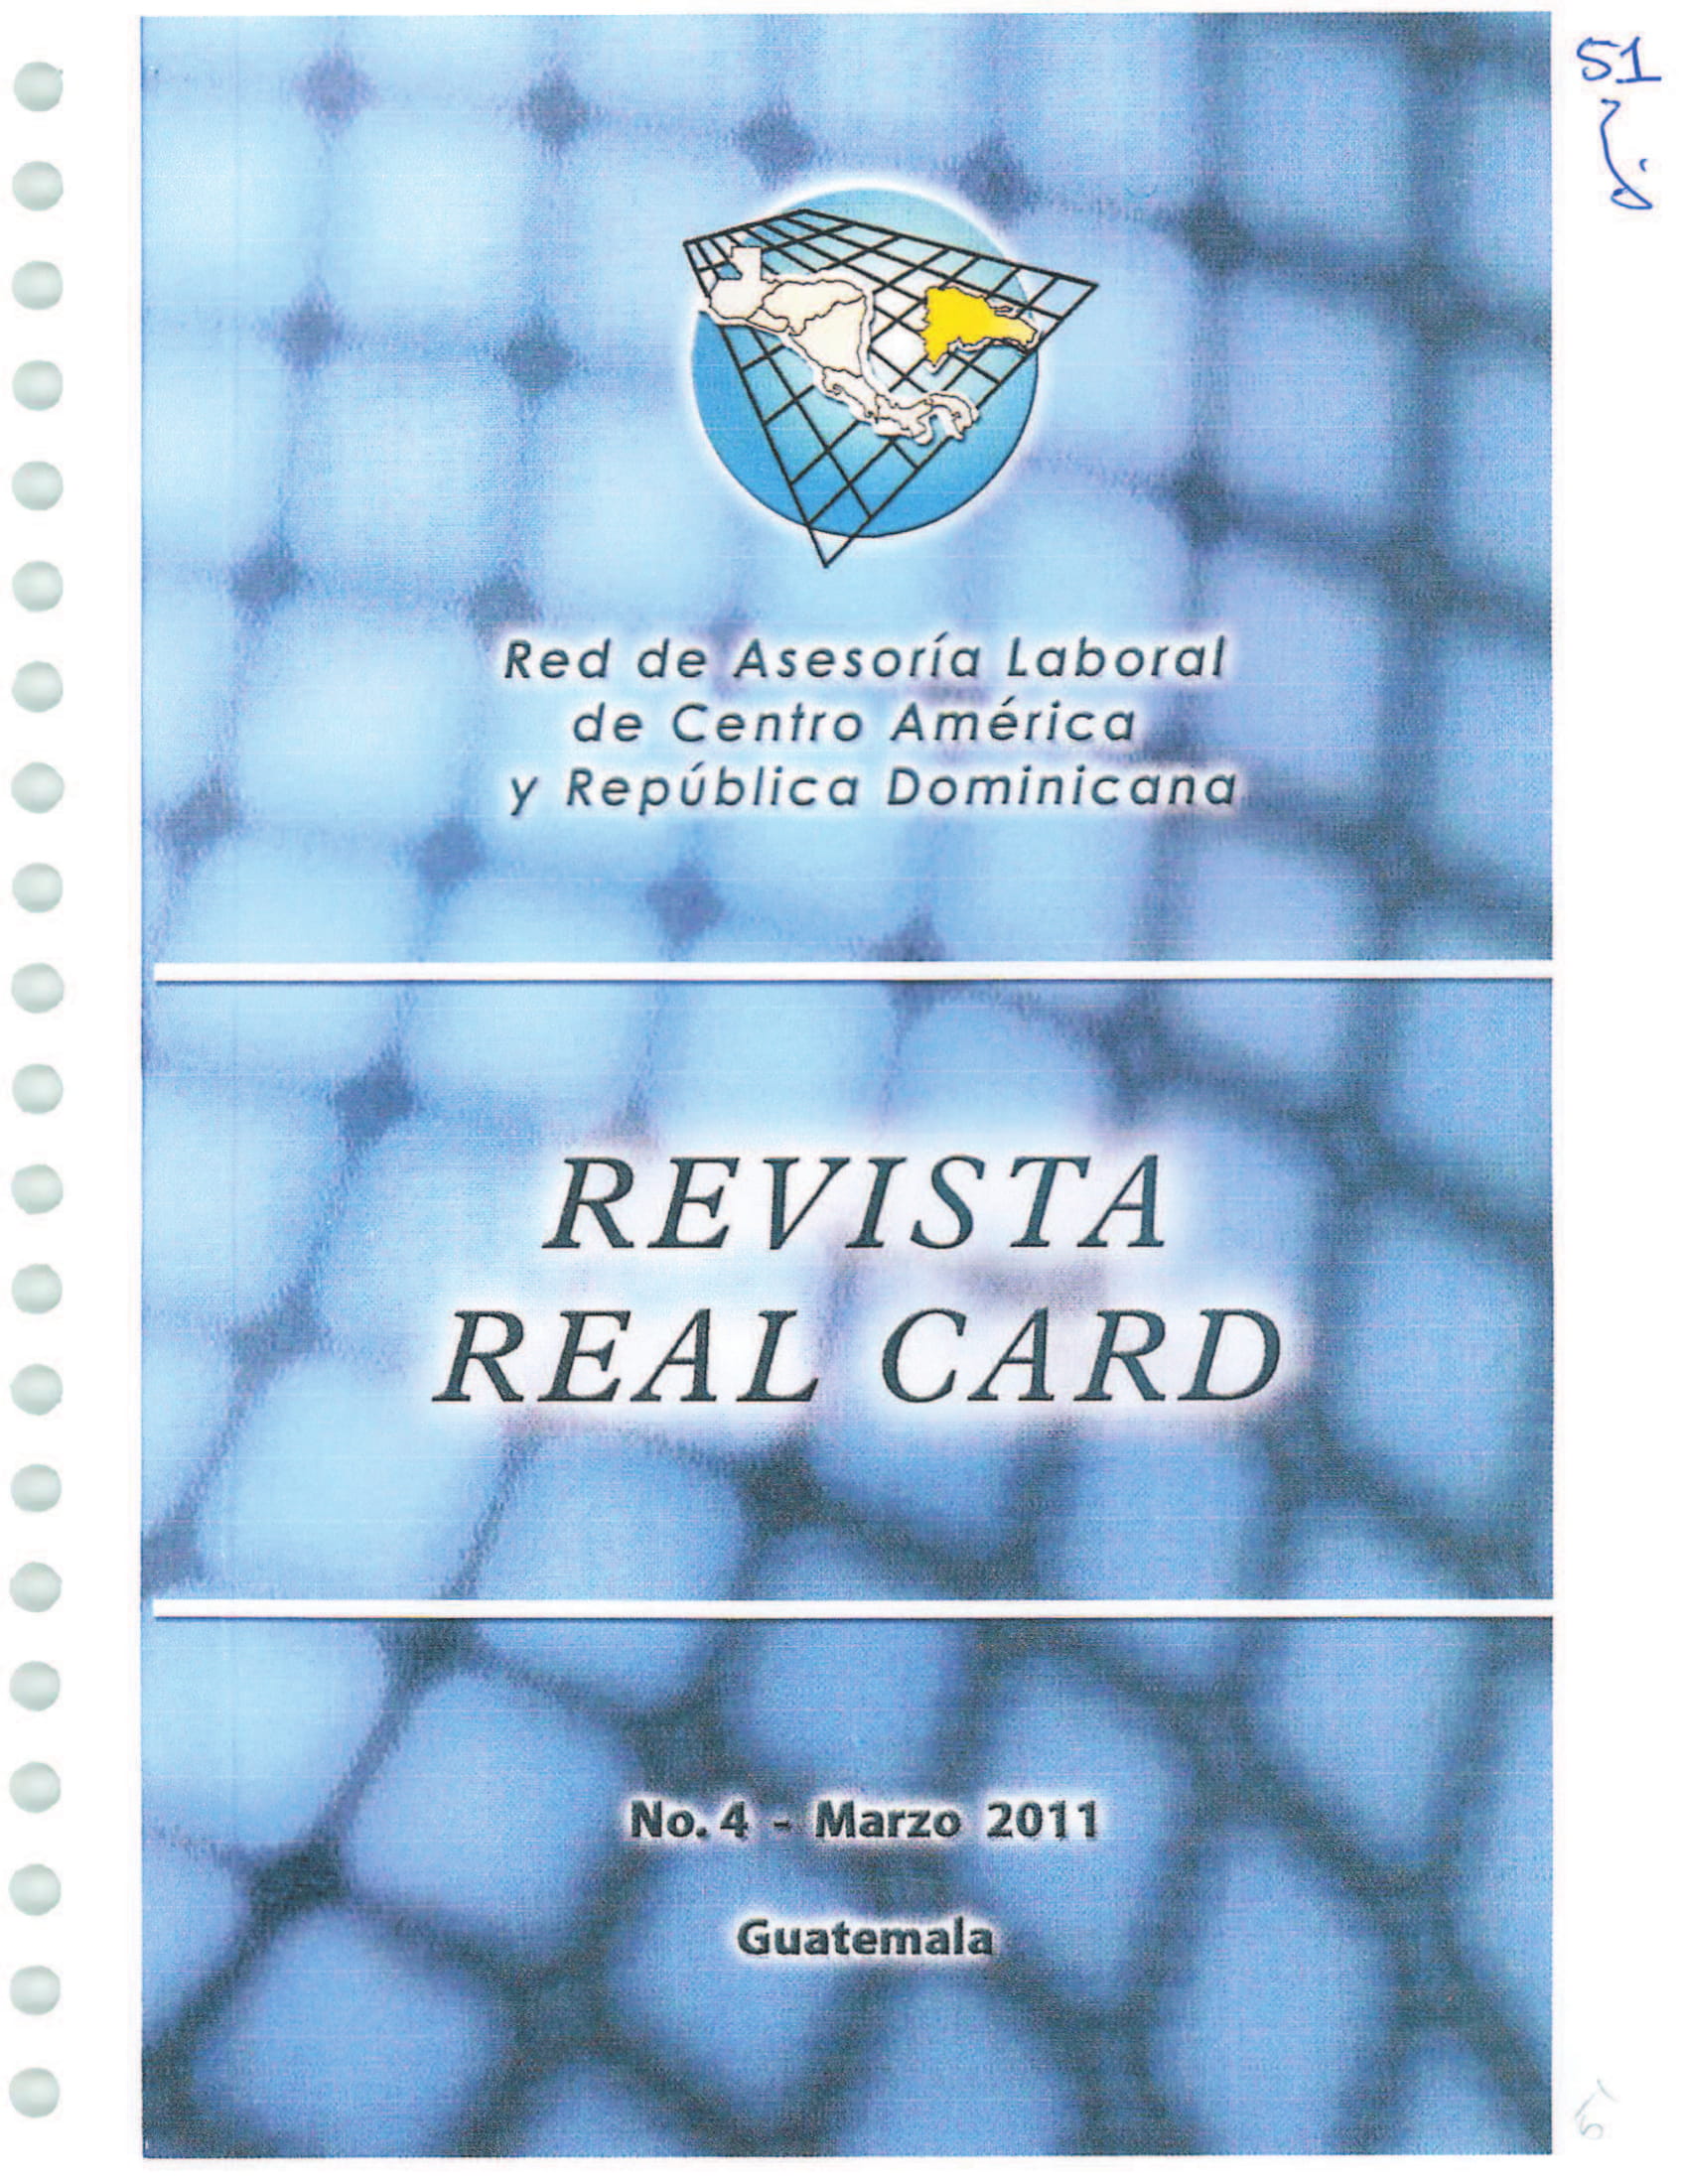 51
Red de Asesoría Laboral
de Centro América
y República Dominicana
REVISTA
REAL CARD
No. 4 - Marzo 2011
Guatemala